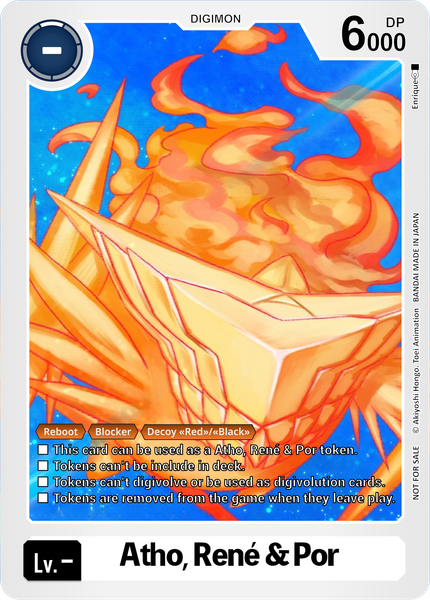 DIGIMON
-
DP
6000
Enrique
© Akiyoshi Hongo. Toei Animation BANDAI MADE IN JAPAN
NOT FOR SALE
Reboot Blocker Decoy «Red»/«Black»
This card can be used as a Atho, René & Por token.
Tokens can't be include in deck.
Tokens can't digivolve or be used as digivolution cards.
Tokens are removed from the game when they leave play.
Lv.-
Atho, René & Por